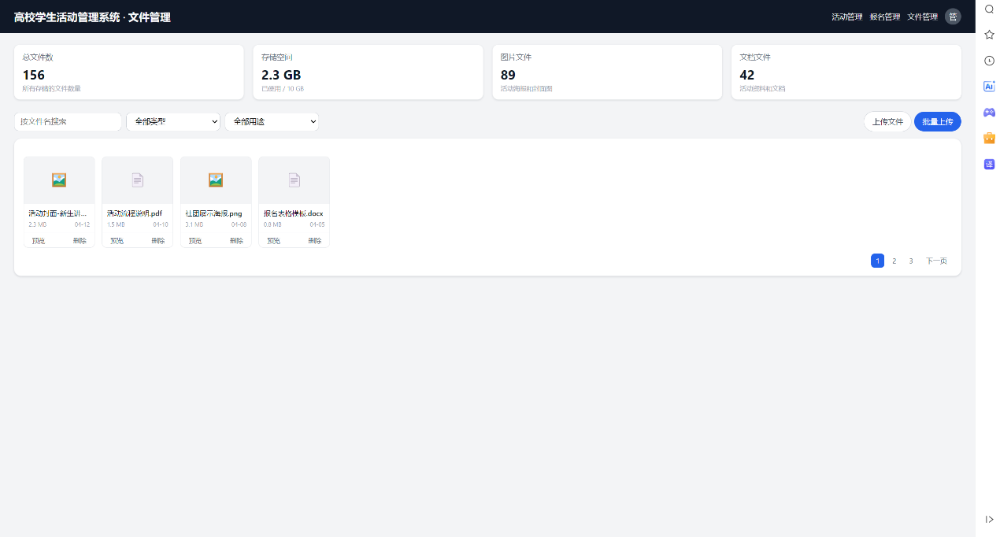 高校学生活动管理系统 · 文件管理
活动管理 报名管理 文件管理 管
总文件数
156
所有存储的文件数量
存储空间
2.3 GB
已使用 / 10 GB
图片文件
89
活动海报和封面图
文档文件
42
活动资料和文档
按文件名搜索 全部类型 全部用途 上传文件 批量上传
活动封面-新生讲...
2.3 MB 04-12
预览 删除
活动流程说明.pdf
1.5 MB 04-10
预览 删除
社团展示海报.png
3.1 MB 04-08
预览 删除
报名表格模板.docx
0.8 MB 04-05
预览 删除
1 2 3 下一页
AI
译